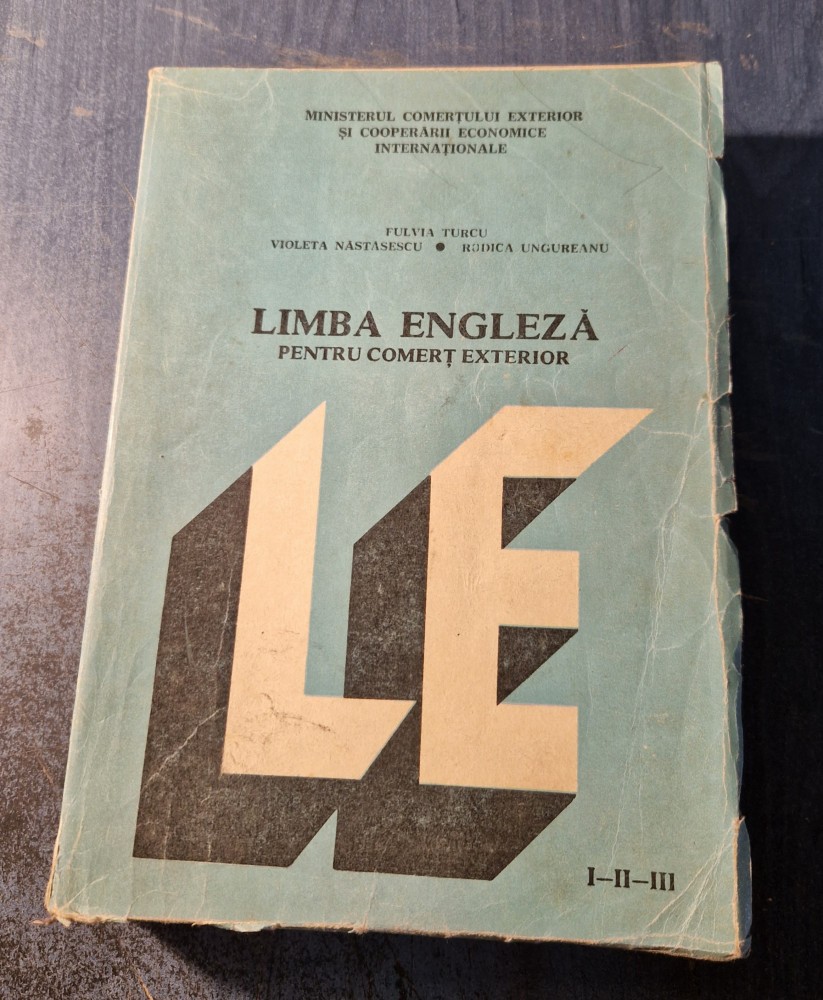 MINISTERUL COMERȚULUI EXTERIOR
ȘI COOPERĂRII ECONOMICE
INTERNAȚIONALE
FULVIA TURCU
VIOLETA NĂSTĂSESCU ● RODICA UNGUREANU
LIMBA ENGLEZĂ
PENTRU COMERȚ EXTERIOR
LE
I—II—III